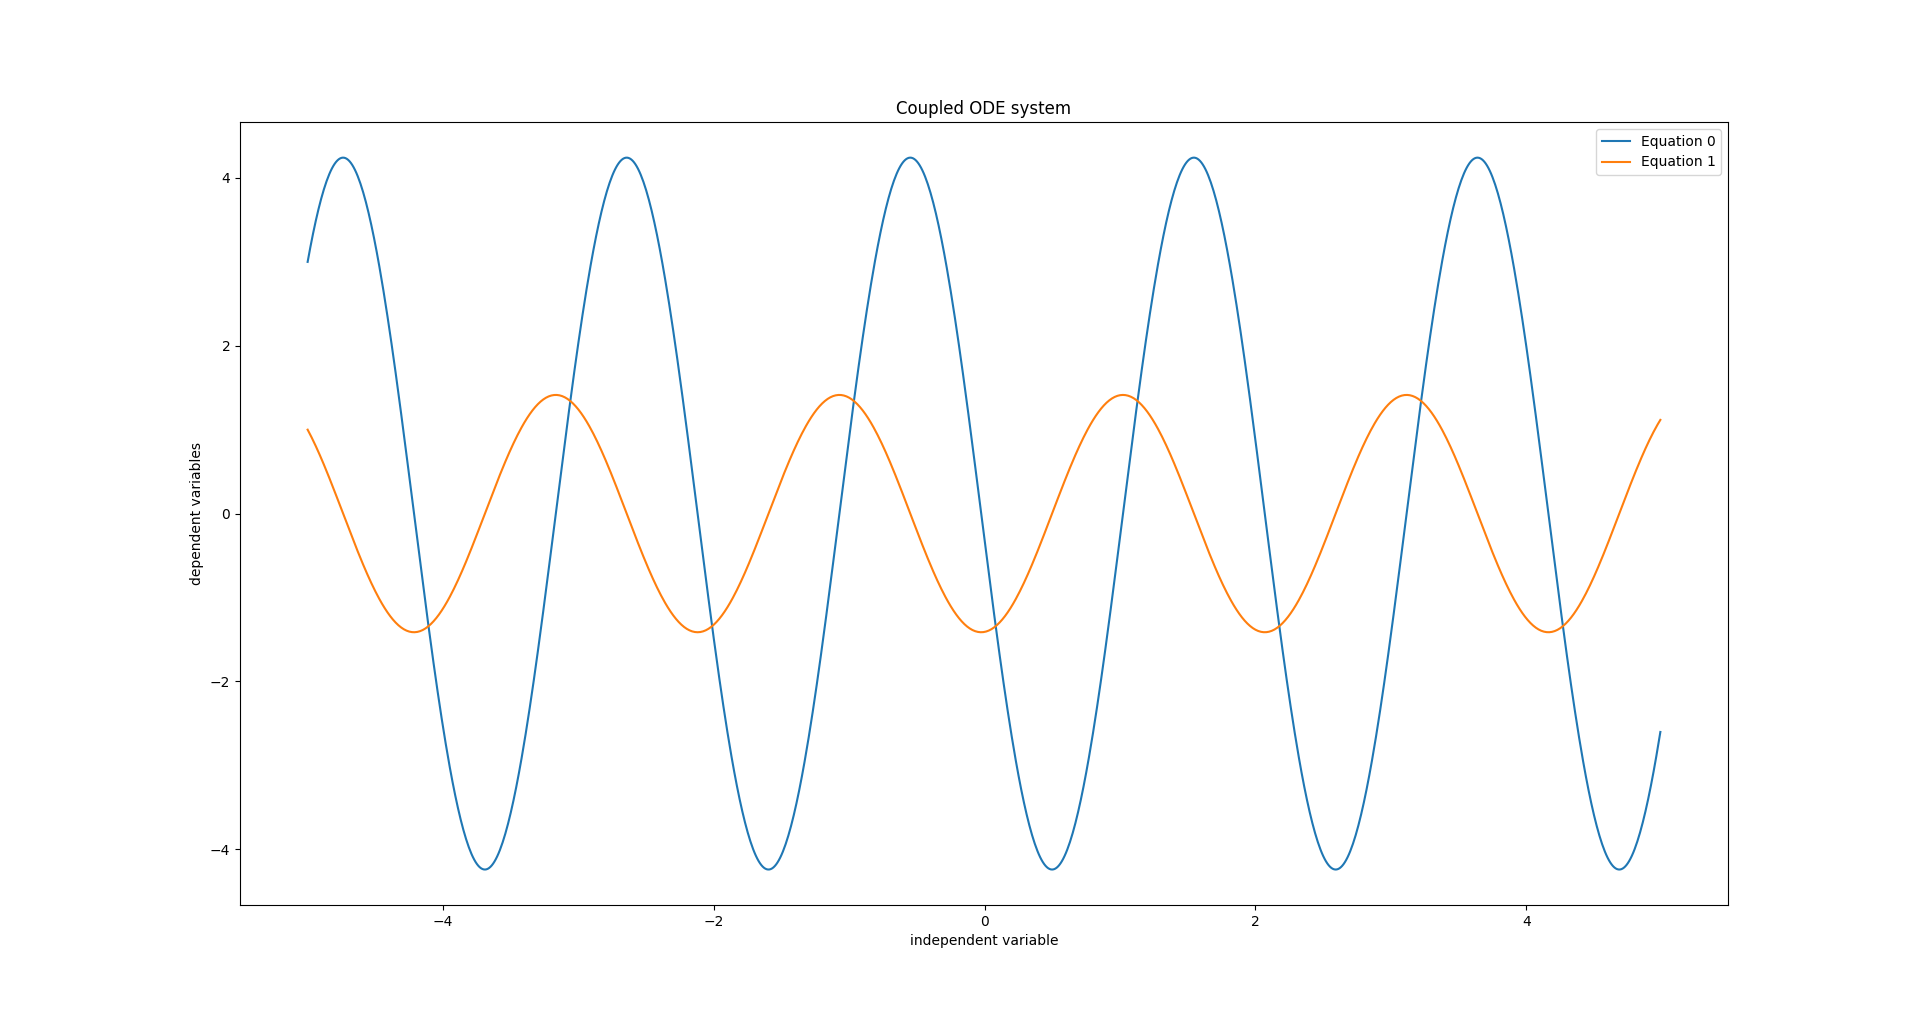 Coupled ODE system
Equation 0
Equation 1
dependent variables
4
2
0
−2
−4
−4
−2
0
2
4
independent variable